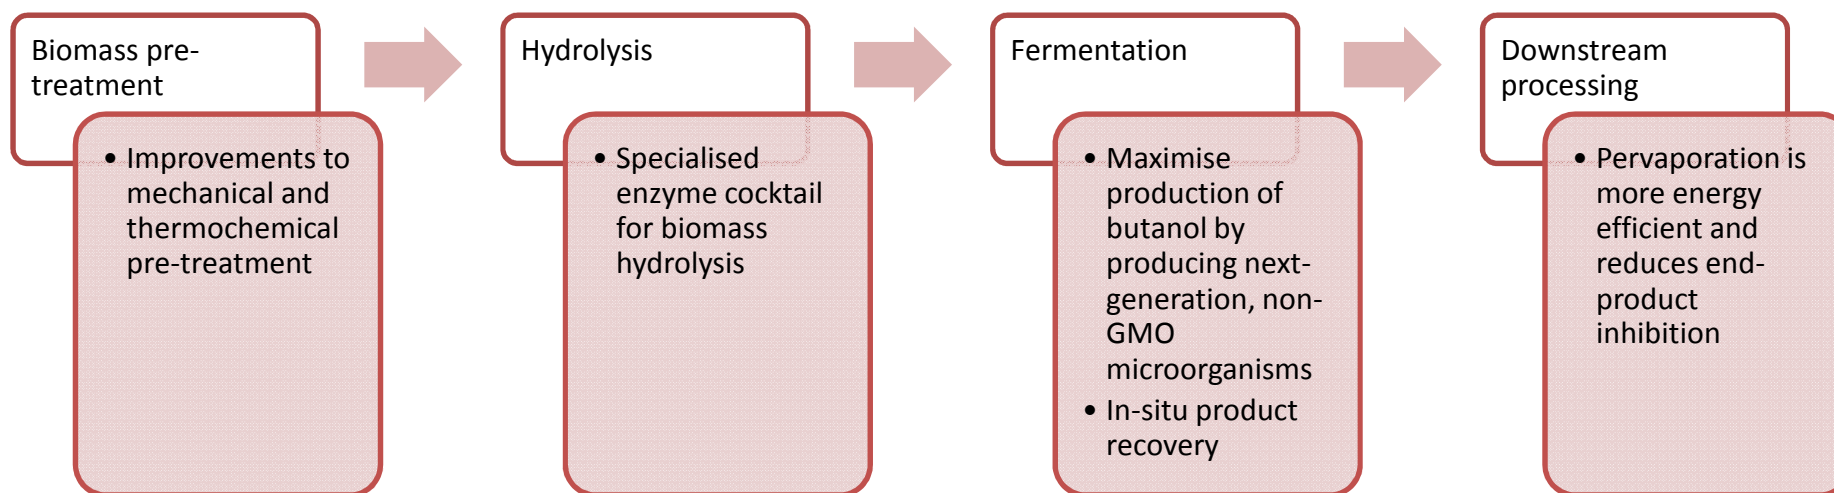 Biomass pre-
treatment
• Improvements to
mechanical and
thermochemical
pre-treatment
Hydrolysis
• Specialised
enzyme cocktail
for biomass
hydrolysis
Fermentation
• Maximise
production of
butanol by
producing next-
generation, non-
GMO
microorganisms
• In-situ product
recovery
Downstream
processing
• Pervaporation is
more energy
efficient and
reduces end-
product
inhibition